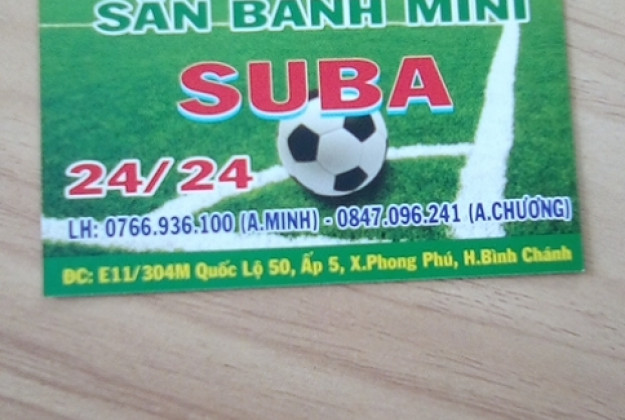 SÂN BANH MINI
SUBA
24/24
LH: 0766.936.100 (A.MINH) - 0847.096.241 (A.CHƯƠNG)
ĐC: E11/304M Quốc Lộ 50, Ấp 5, X.Phong Phú, H.Bình Chánh